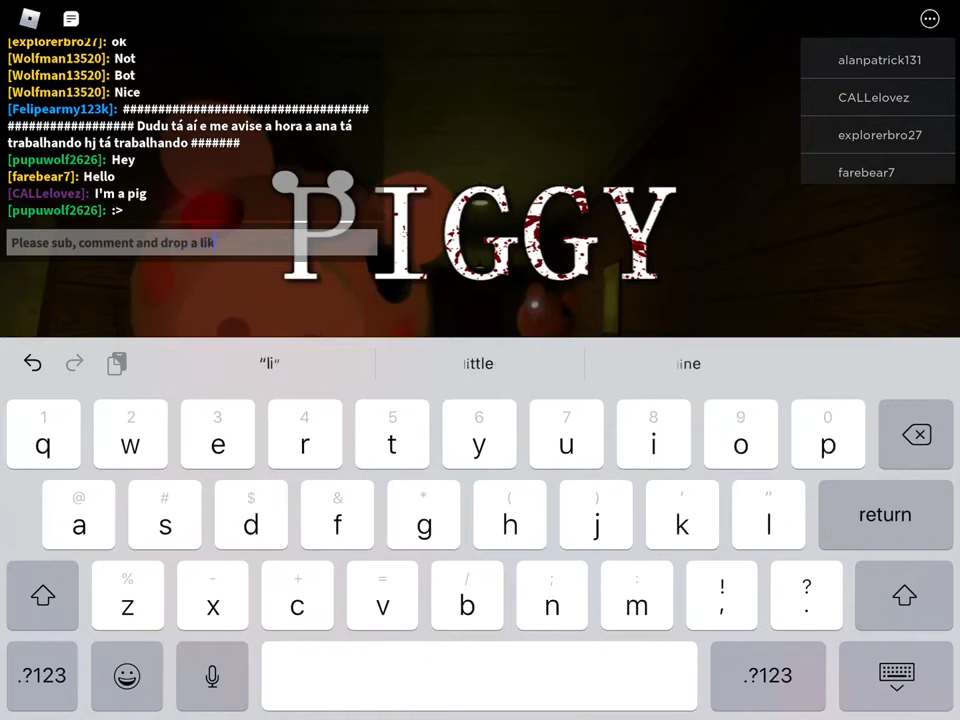 [explorerbro27]: ok
[Wolfman13520]: Not
[Wolfman13520]: Bot
[Wolfman13520]: Nice
[Felipearmy123k]: ###################################
################## Dudu tá aí e me avise a hora a ana tá
trabalhando hj tá trabalhando #######
[pupuwolf2626]: Hey
[farebear7]: Hello
[CALLelovez]: I'm a pig
[pupuwolf2626]: :>
Please sub, comment and drop a lik
alanpatrick131
CALLelovez
explorerbro27
farebear7
PIGGY
“li” ittle ine
1 2 3 4 5 6 7 8 9 0
q w e r t y u i o p
@ # $ & * ( ) ' "
a s d f g h j k l return
% - + = / ; : ! ?
z x c v b n m , .
.?123 .?123